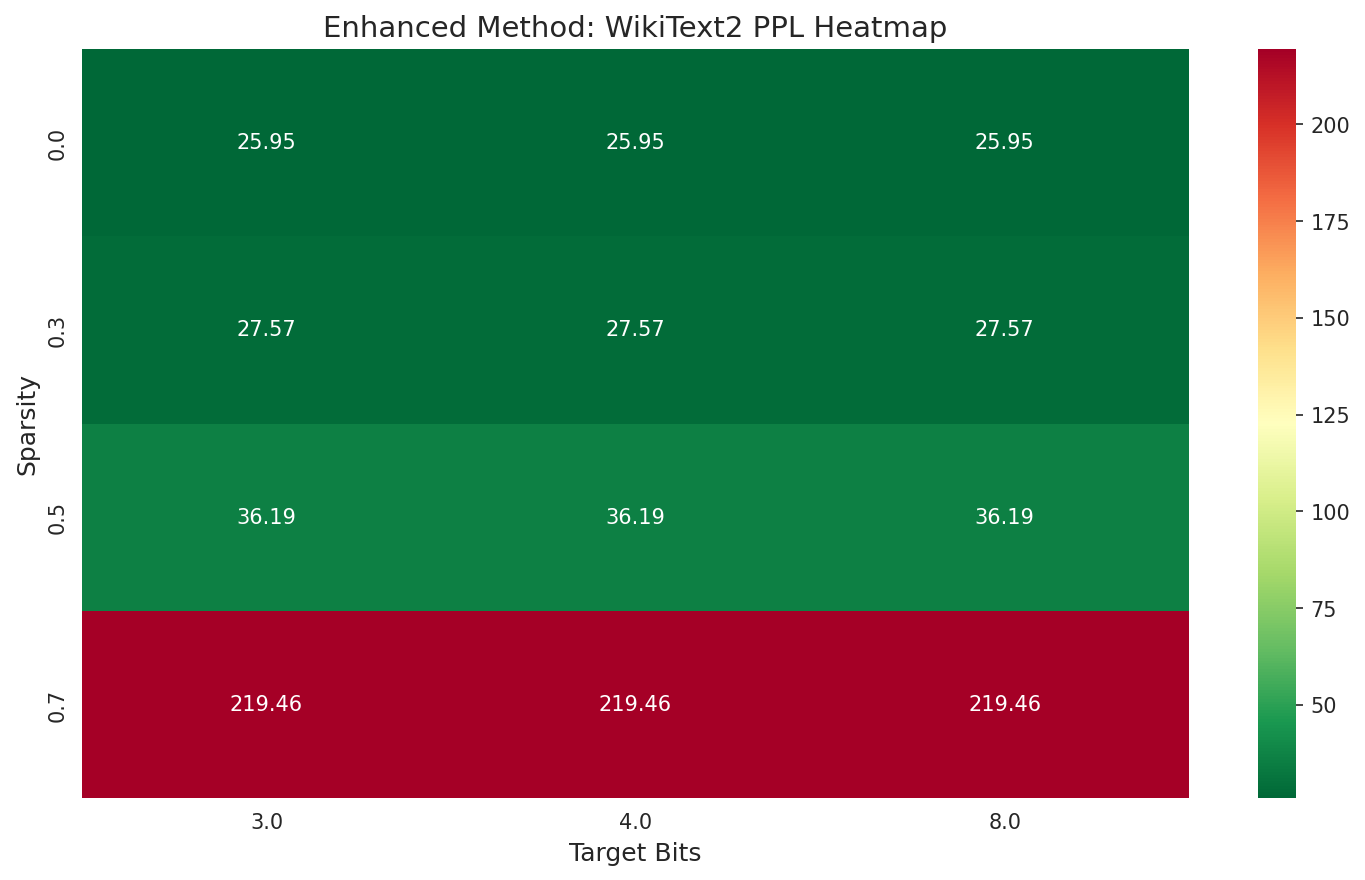 Enhanced Method: WikiText2 PPL Heatmap
0.0
25.95 25.95 25.95
0.3
27.57 27.57 27.57
0.5
36.19 36.19 36.19
0.7
219.46 219.46 219.46
Sparsity
3.0 4.0 8.0
Target Bits
200
175
150
125
100
75
50